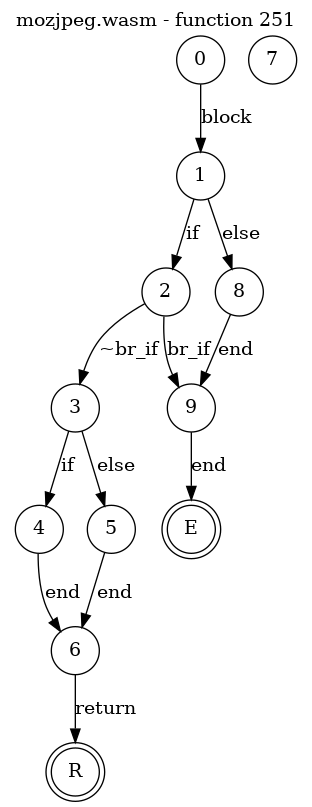 mozjpeg.wasm - function 251
0 7
block
1
if else
2 8
~br_if br_if end
3 9
if else end
4 5 E
end end
6
return
R